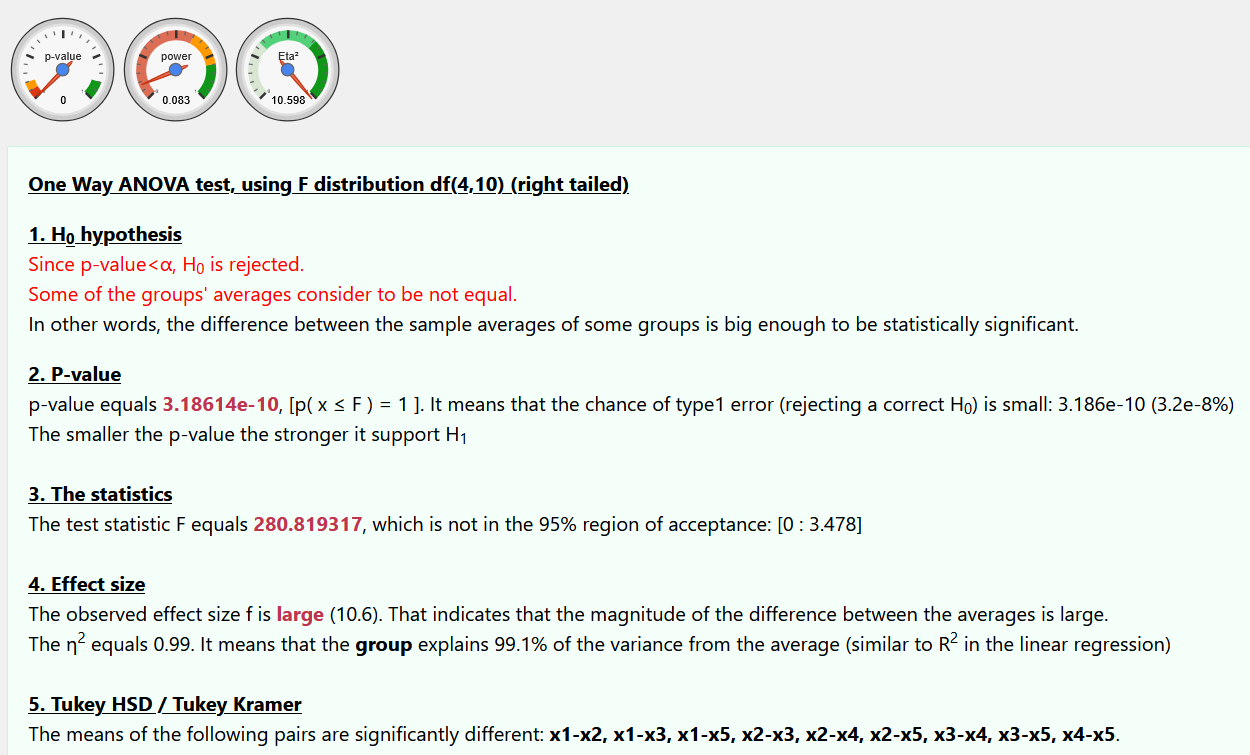 p-value
0
power
0.083
Eta²
10.598
One Way ANOVA test, using F distribution df(4,10) (right tailed)
1. H₀ hypothesis
Since p-value<α, H₀ is rejected.
Some of the groups' averages consider to be not equal.
In other words, the difference between the sample averages of some groups is big enough to be statistically significant.
2. P-value
p-value equals 3.18614e-10, [p( x ≤ F ) = 1 ]. It means that the chance of type1 error (rejecting a correct H₀) is small: 3.186e-10 (3.2e-8%)
The smaller the p-value the stronger it support H₁
3. The statistics
The test statistic F equals 280.819317, which is not in the 95% region of acceptance: [0 : 3.478]
4. Effect size
The observed effect size f is large (10.6). That indicates that the magnitude of the difference between the averages is large.
The η² equals 0.99. It means that the group explains 99.1% of the variance from the average (similar to R² in the linear regression)
5. Tukey HSD / Tukey Kramer
The means of the following pairs are significantly different: x1-x2, x1-x3, x1-x5, x2-x3, x2-x4, x2-x5, x3-x4, x3-x5, x4-x5.